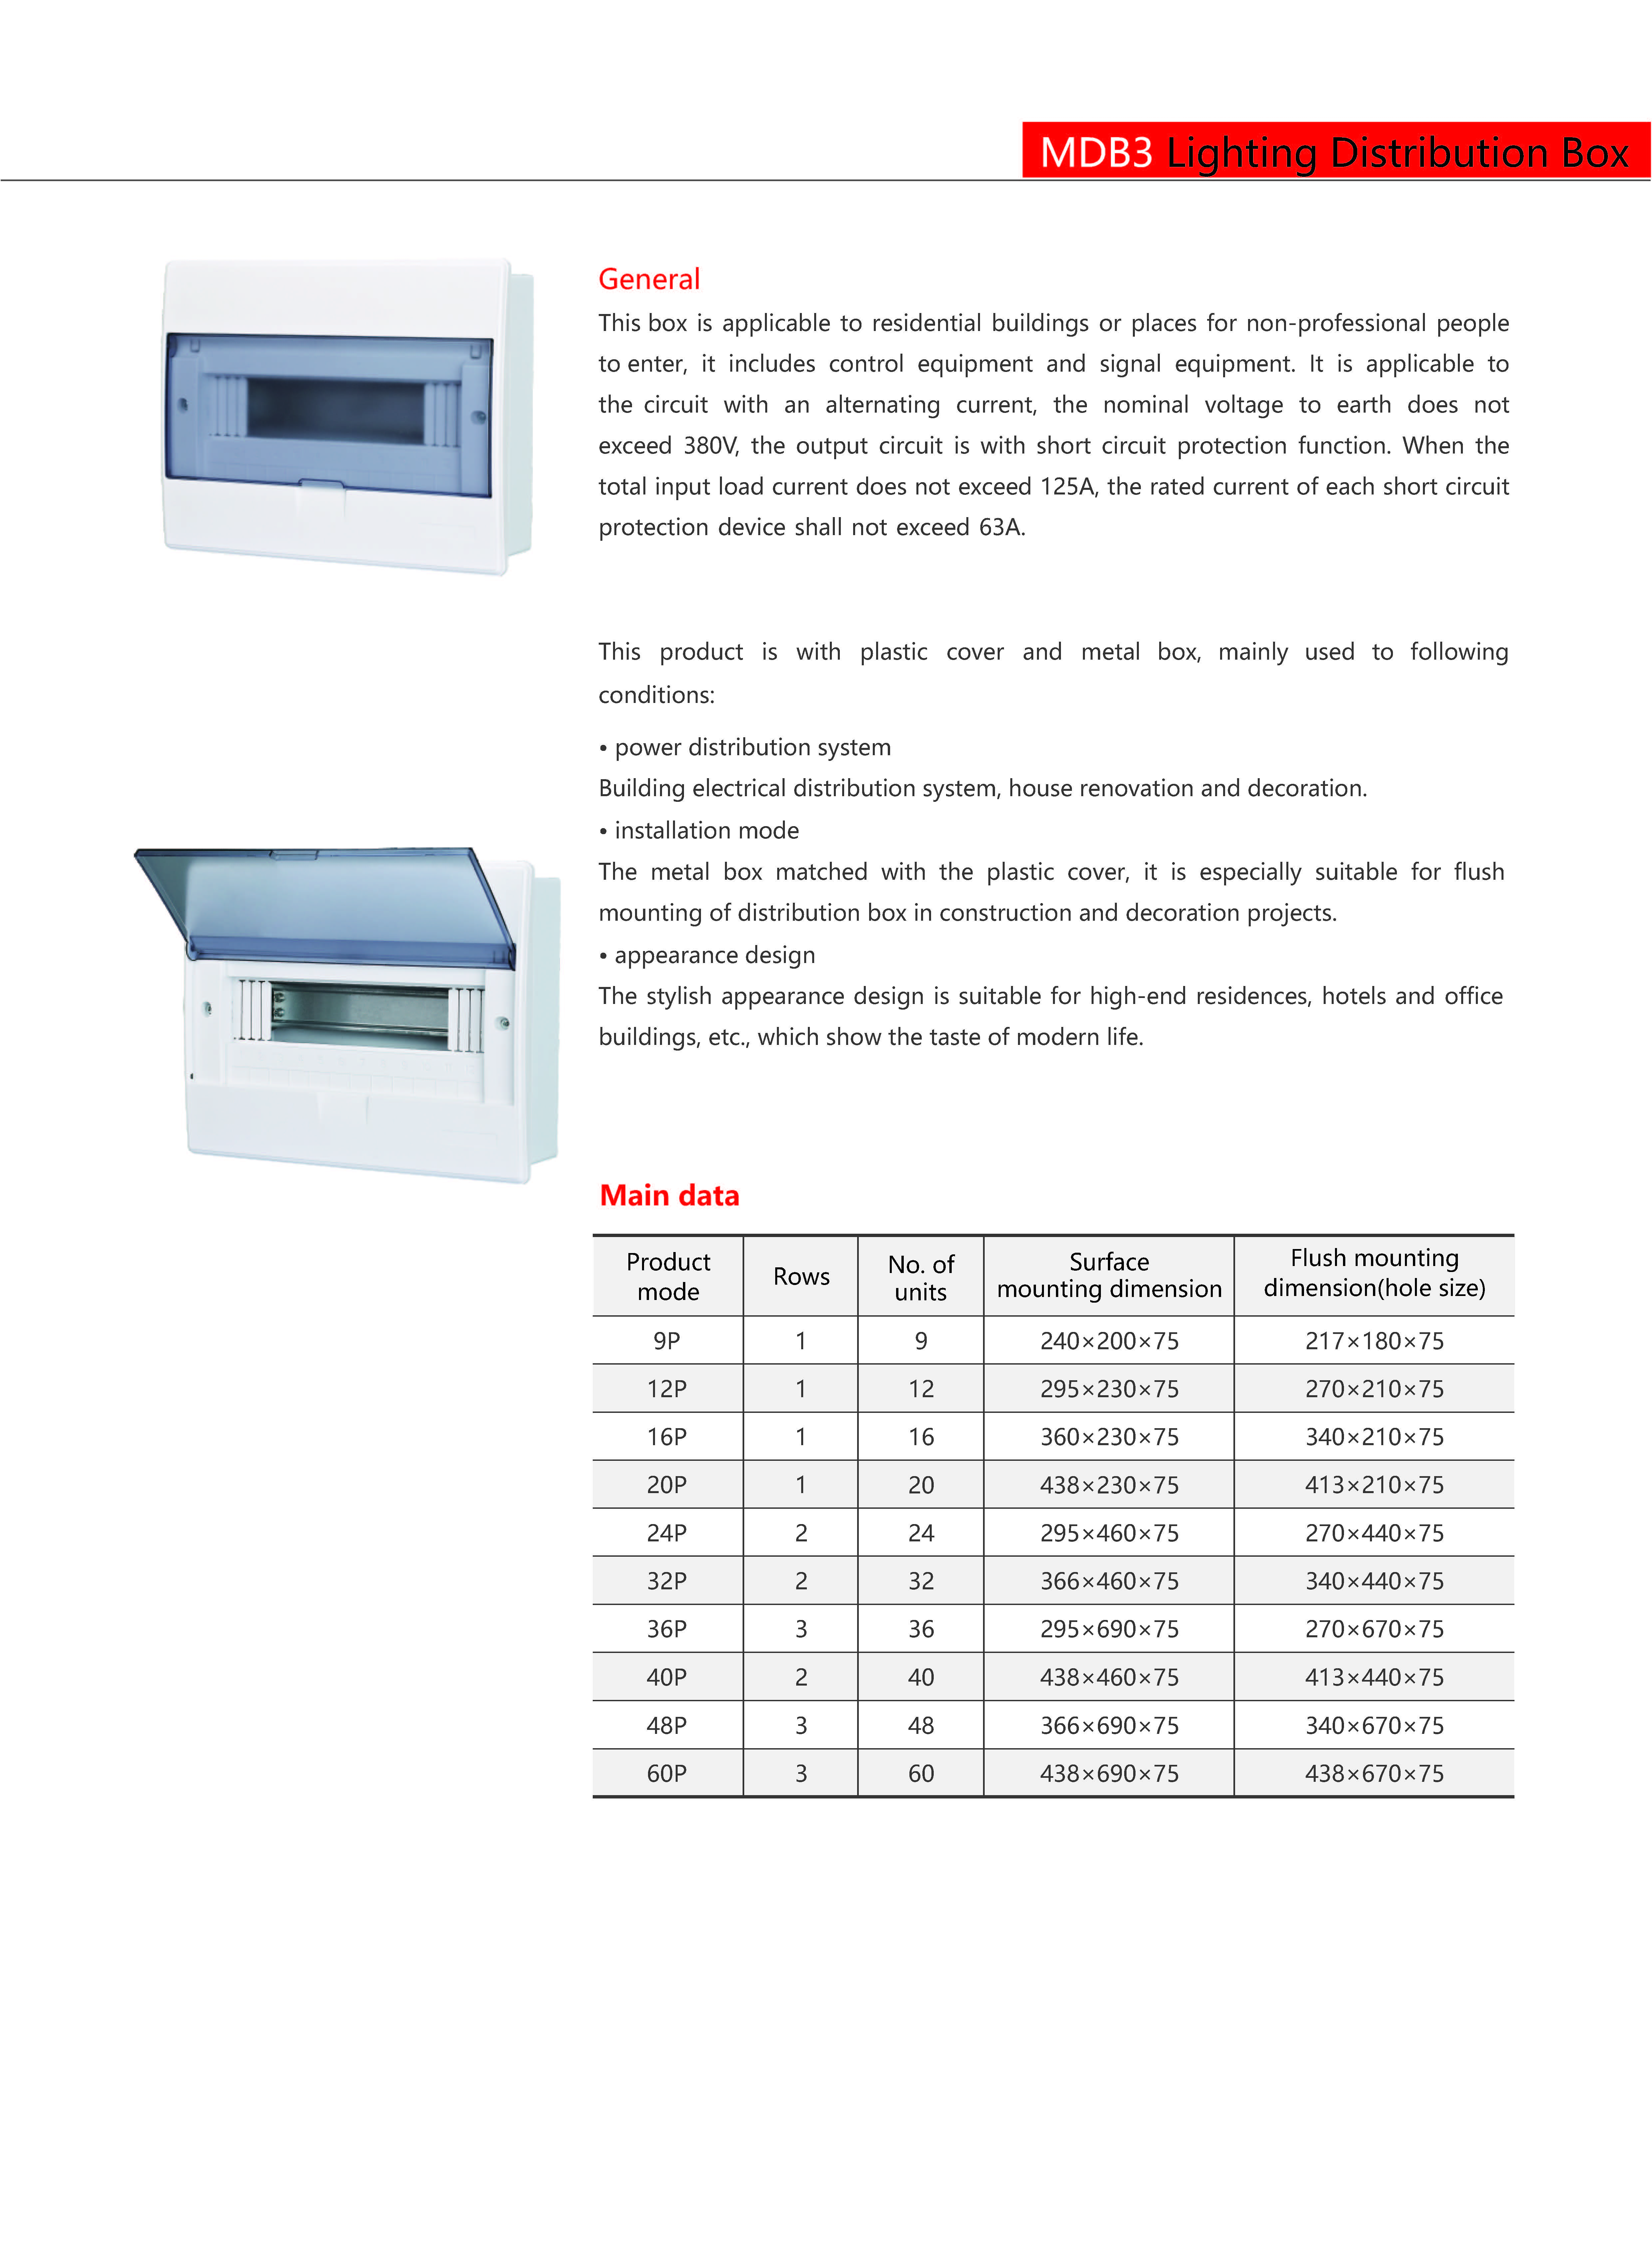 MDB3 Lighting Distribution Box
General
This box is applicable to residential buildings or places for non-professional people
to enter, it includes control equipment and signal equipment. It is applicable to
the circuit with an alternating current, the nominal voltage to earth does not
exceed 380V, the output circuit is with short circuit protection function. When the
total input load current does not exceed 125A, the rated current of each short circuit
protection device shall not exceed 63A.
This product is with plastic cover and metal box, mainly used to following
conditions:
• power distribution system
Building electrical distribution system, house renovation and decoration.
• installation mode
The metal box matched with the plastic cover, it is especially suitable for flush
mounting of distribution box in construction and decoration projects.
• appearance design
The stylish appearance design is suitable for high-end residences, hotels and office
buildings, etc., which show the taste of modern life.
Main data
Product mode Rows No. of units Surface mounting dimension Flush mounting dimension(hole size)
9P 1 9 240×200×75 217×180×75
12P 1 12 295×230×75 270×210×75
16P 1 16 360×230×75 340×210×75
20P 1 20 438×230×75 413×210×75
24P 2 24 295×460×75 270×440×75
32P 2 32 366×460×75 340×440×75
36P 3 36 295×690×75 270×670×75
40P 2 40 438×460×75 413×440×75
48P 3 48 366×690×75 340×670×75
60P 3 60 438×690×75 438×670×75